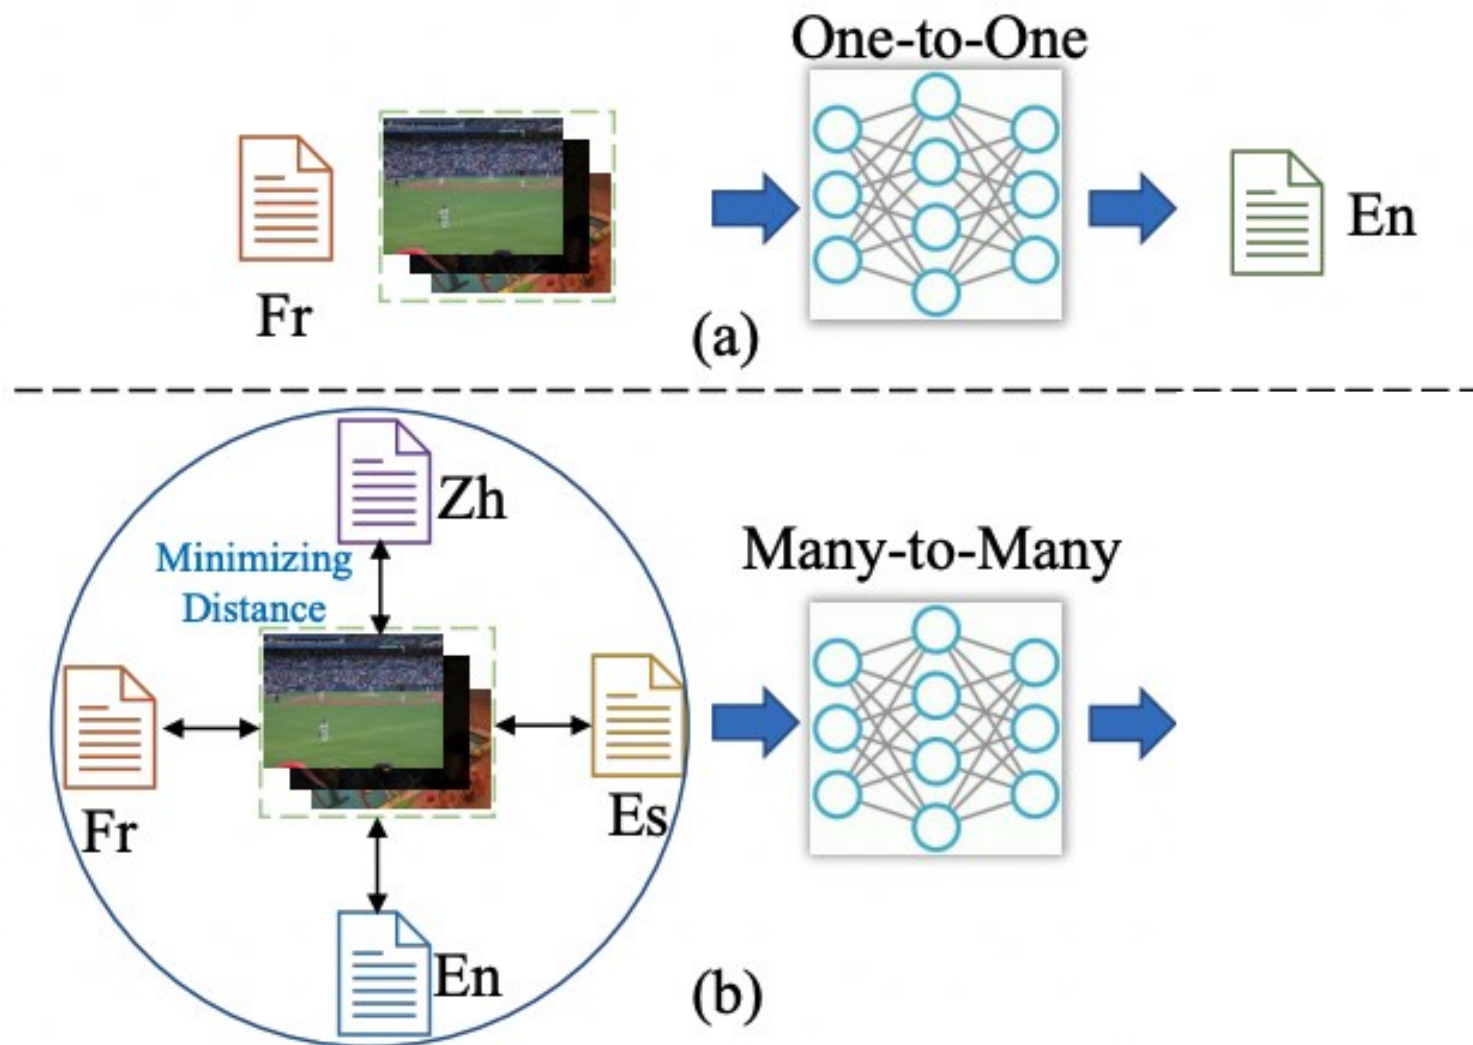 One-to-One
Fr
En
(a)
Zh
Minimizing
Distance
Many-to-Many
Fr
Es
En
(b)